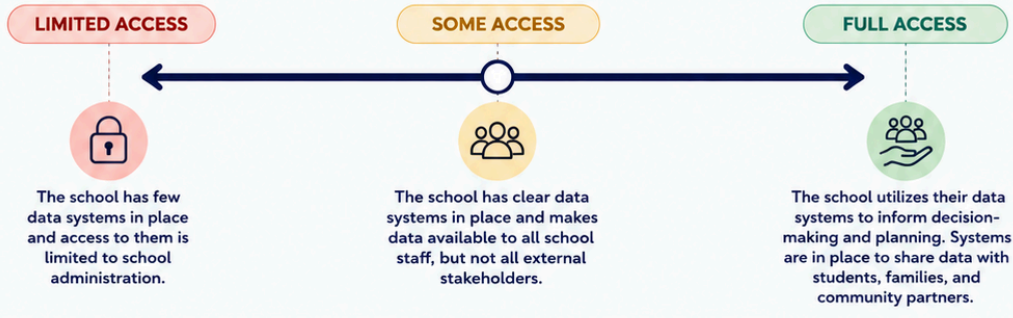 LIMITED ACCESS
SOME ACCESS
FULL ACCESS
The school has few
data systems in place
and access to them is
limited to school
administration.
The school has clear data
systems in place and makes
data available to all school
staff, but not all external
stakeholders.
The school utilizes their data
systems to inform decision-
making and planning. Systems
are in place to share data with
students, families, and
community partners.